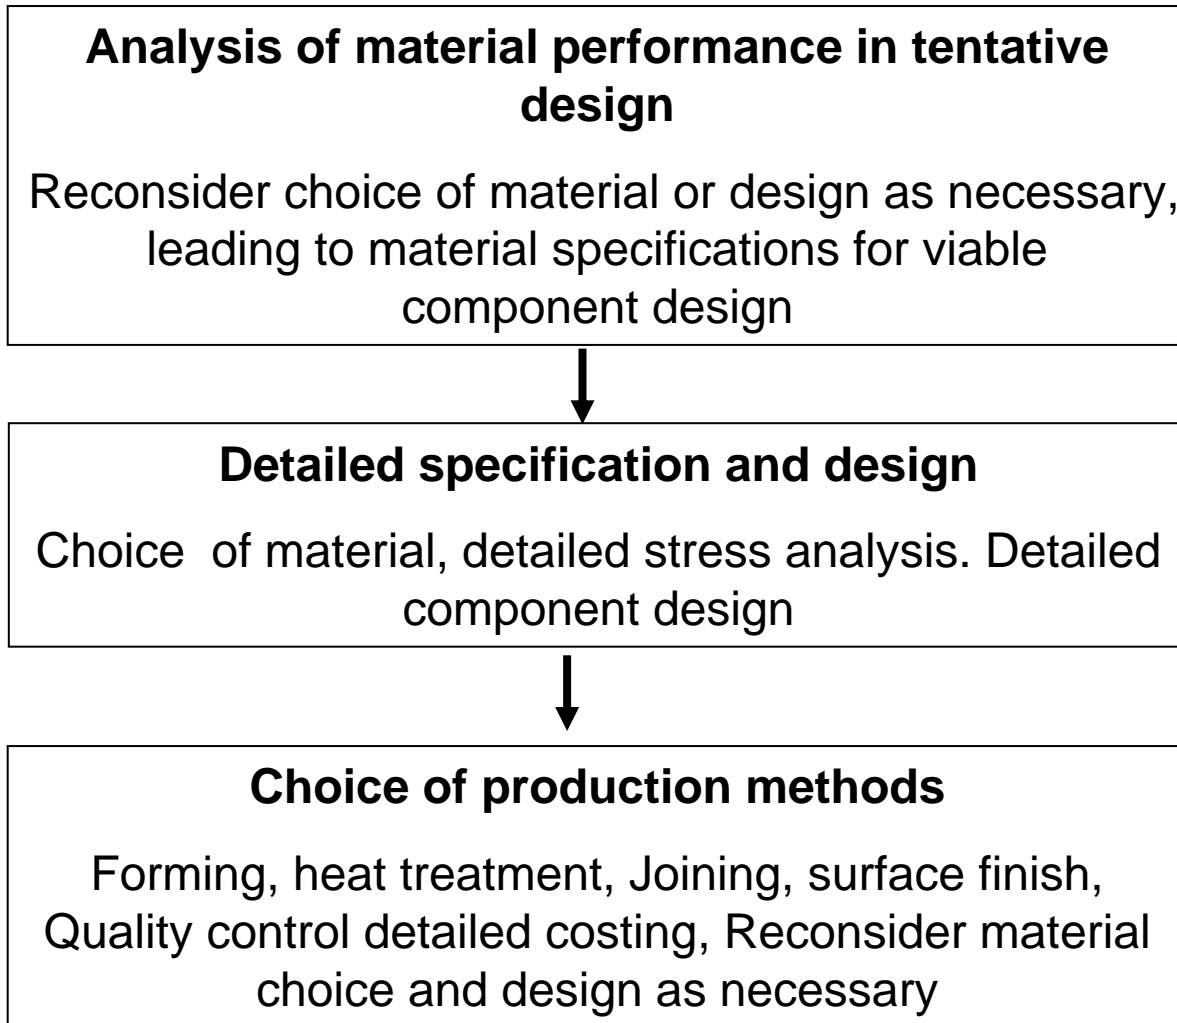 Analysis of material performance in tentative
design
Reconsider choice of material or design as necessary,
leading to material specifications for viable
component design
Detailed specification and design
Choice  of material, detailed stress analysis. Detailed
component design
Choice of production methods
Forming, heat treatment, Joining, surface finish,
Quality control detailed costing, Reconsider material
choice and design as necessary